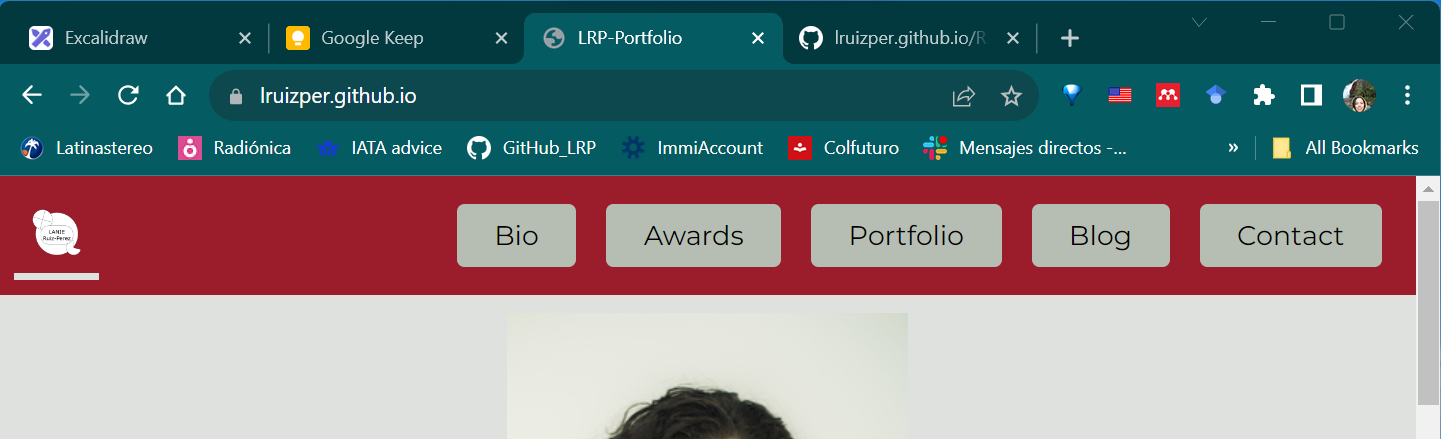 Excalidraw Google Keep LRP-Portfolio lruizper.github.io/R
lruizper.github.io
Latinastereo Radiónica IATA advice GitHub_LRP ImmiAccount Colfuturo Mensajes directos -... » All Bookmarks
LANIE
Ruiz-Perez
Bio Awards Portfolio Blog Contact